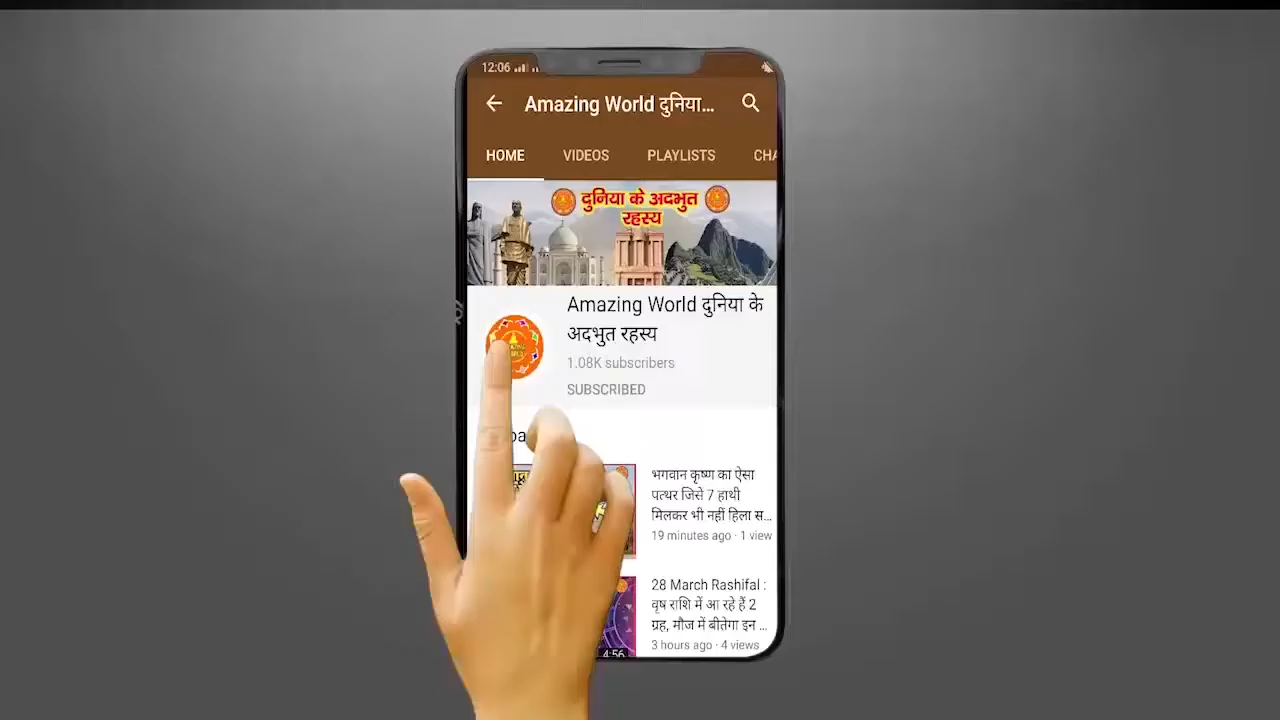 12:06
Amazing World दुनिया...
HOME VIDEOS PLAYLISTS CHA
दुनिया के अदभुत
रहस्य
Amazing World दुनिया के
अदभुत रहस्य
1.08K subscribers
SUBSCRIBED
भगवान कृष्ण का ऐसा
पत्थर जिसे 7 हाथी
मिलकर भी नहीं हिला स...
19 minutes ago · 1 view
28 March Rashifal :
वृष राशि में आ रहे हैं 2
ग्रह, मौज में बीतेगा इन ...
3 hours ago · 4 views
4:56